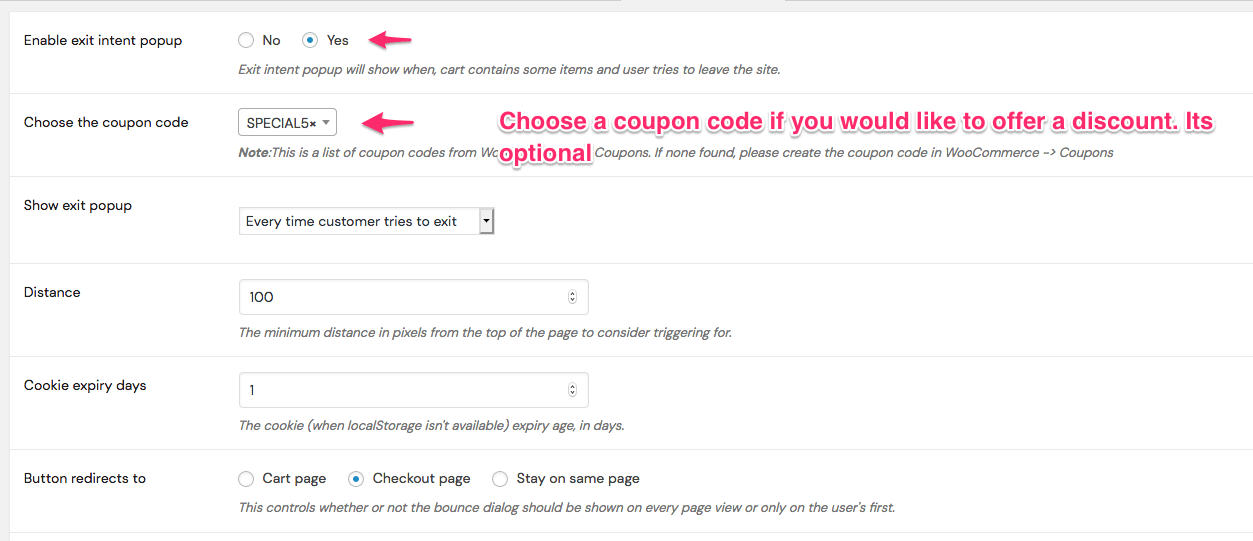 Enable exit intent popup No Yes
Exit intent popup will show when, cart contains some items and user tries to leave the site.
Choose the coupon code SPECIAL5× Choose a coupon code if you would like to offer a discount. Its
optional
Note:This is a list of coupon codes from Coupons. If none found, please create the coupon code in WooCommerce -> Coupons
Show exit popup
Every time customer tries to exit
Distance
100
The minimum distance in pixels from the top of the page to consider triggering for.
Cookie expiry days
1
The cookie (when localStorage isn't available) expiry age, in days.
Button redirects to Cart page Checkout page Stay on same page
This controls whether or not the bounce dialog should be shown on every page view or only on the user's first.